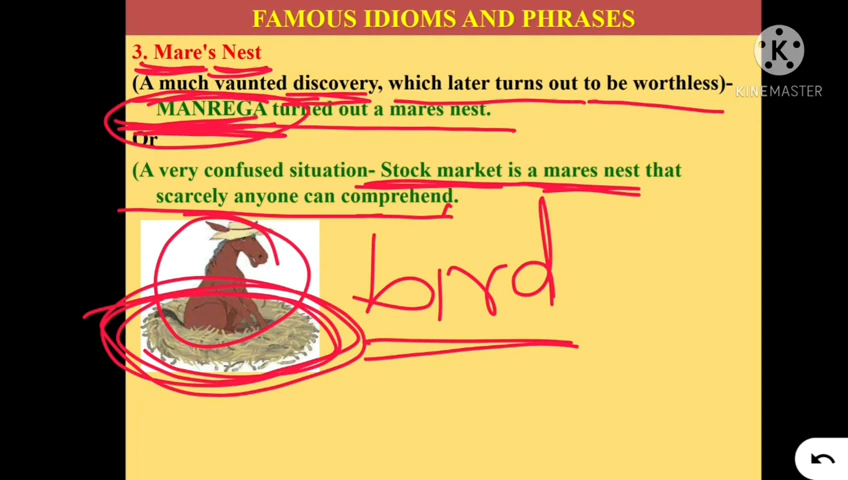 FAMOUS IDIOMS AND PHRASES
3. Mare's Nest
(A much vaunted discovery, which later turns out to be worthless)-
MANREGA turned out a mares nest.
Or
(A very confused situation- Stock market is a mares nest that
scarcely anyone can comprehend.
bird
K
KINEMASTER